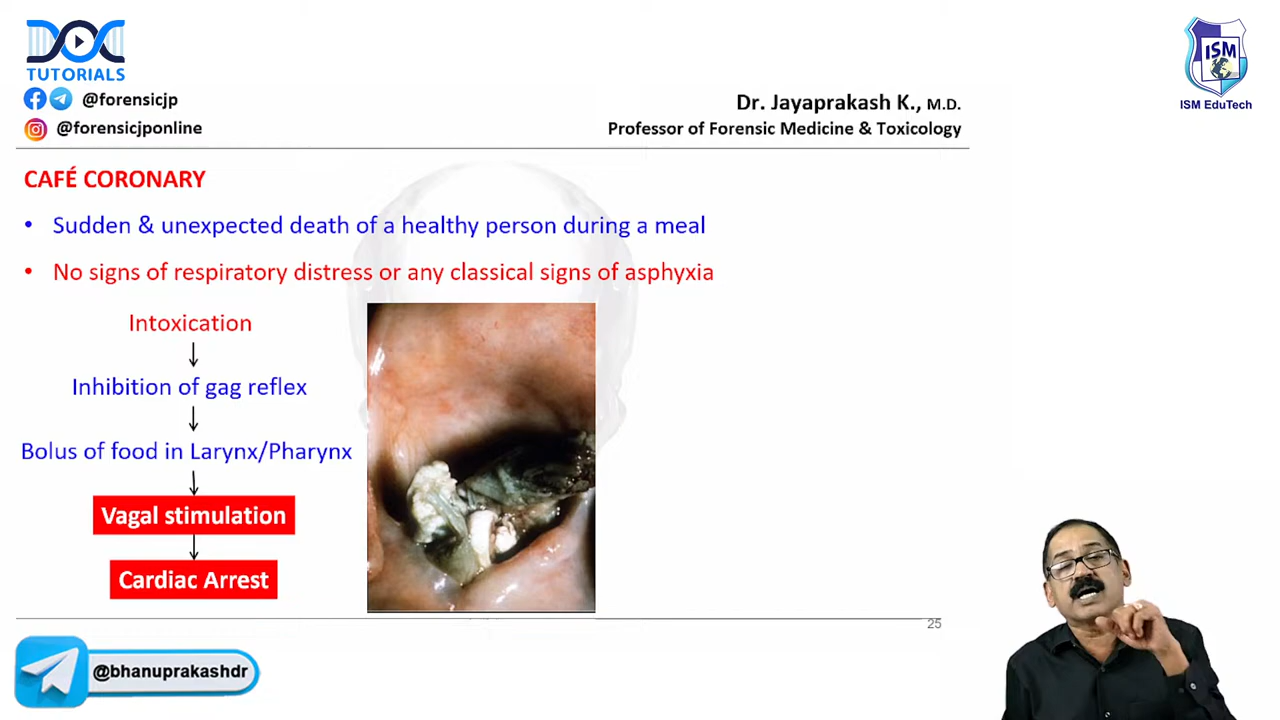 DOC
TUTORIALS
@forensicjp
@forensicjponline
ISM
ISM EduTech
Dr. Jayaprakash K., M.D.
Professor of Forensic Medicine & Toxicology
CAFÉ CORONARY
• Sudden & unexpected death of a healthy person during a meal
• No signs of respiratory distress or any classical signs of asphyxia
Intoxication
Inhibition of gag reflex
Bolus of food in Larynx/Pharynx
Vagal stimulation
Cardiac Arrest
25
@bhanuprakashdr